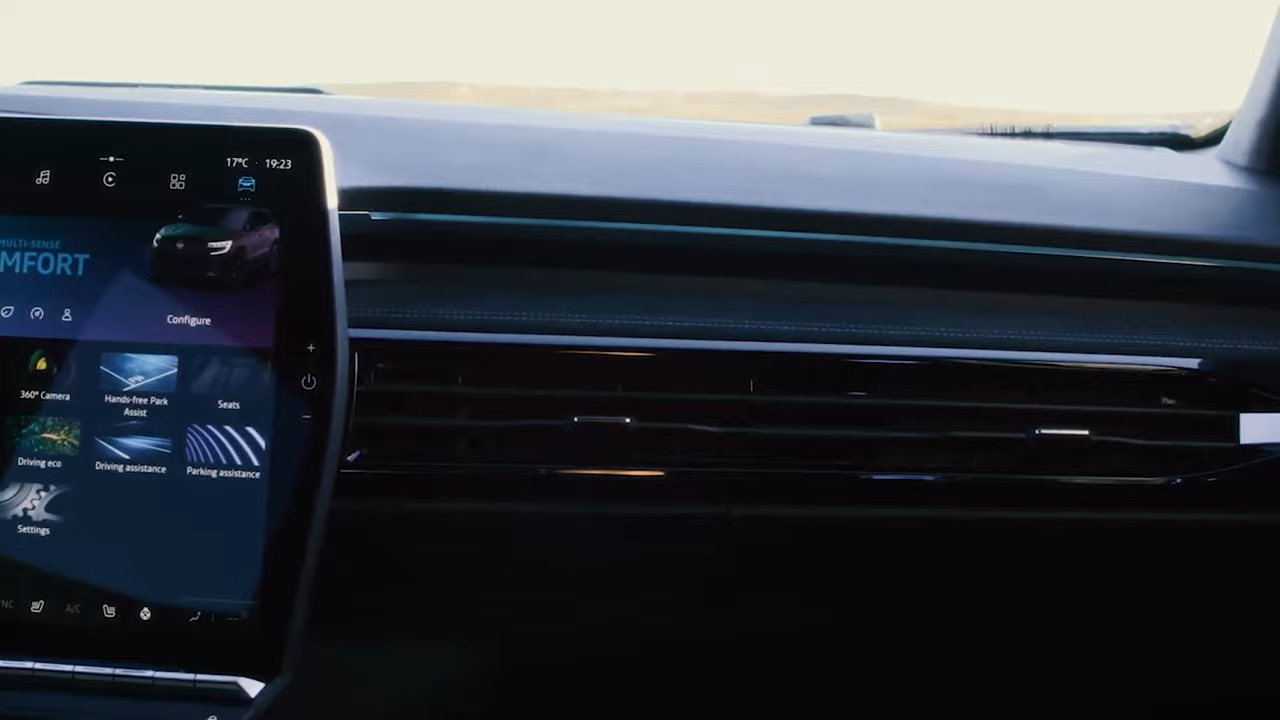 17°C · 19:23
MULTI-SENSE
MFORT
Configure
360° Camera
Hands-free Park
Assist
Seats
Driving eco
Driving assistance
Parking assistance
Settings
NC
A/C